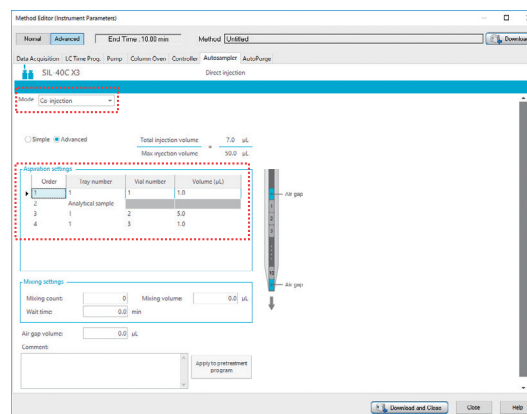 Method Editor (Instrument Parameters)
Normal Advanced End Time : 10.00 min Method Untitled Download
Data Acquisition LC Time Prog. Pump Column Oven Controller Autosampler AutoPurge
SIL-40C X3 Direct injection
Mode: Co-injection
Simple Advanced Total injection volume = 7.0 µL
Max injection volume 50.0 µL
Aspiration settings
Order Tray number Vial number Volume (µL)
1 1 1 1.0
2 Analytical sample
3 1 2 5.0
4 1 3 1.0
Air gap
1
2
3
10
Air gap
Mixing settings
Mixing count: 0 Mixing volume: 0.0 µL
Wait time: 0.0 min
Air gap volume: 0.0 µL
Comment:
Apply to pretreatment
program
Download and Close Close Help